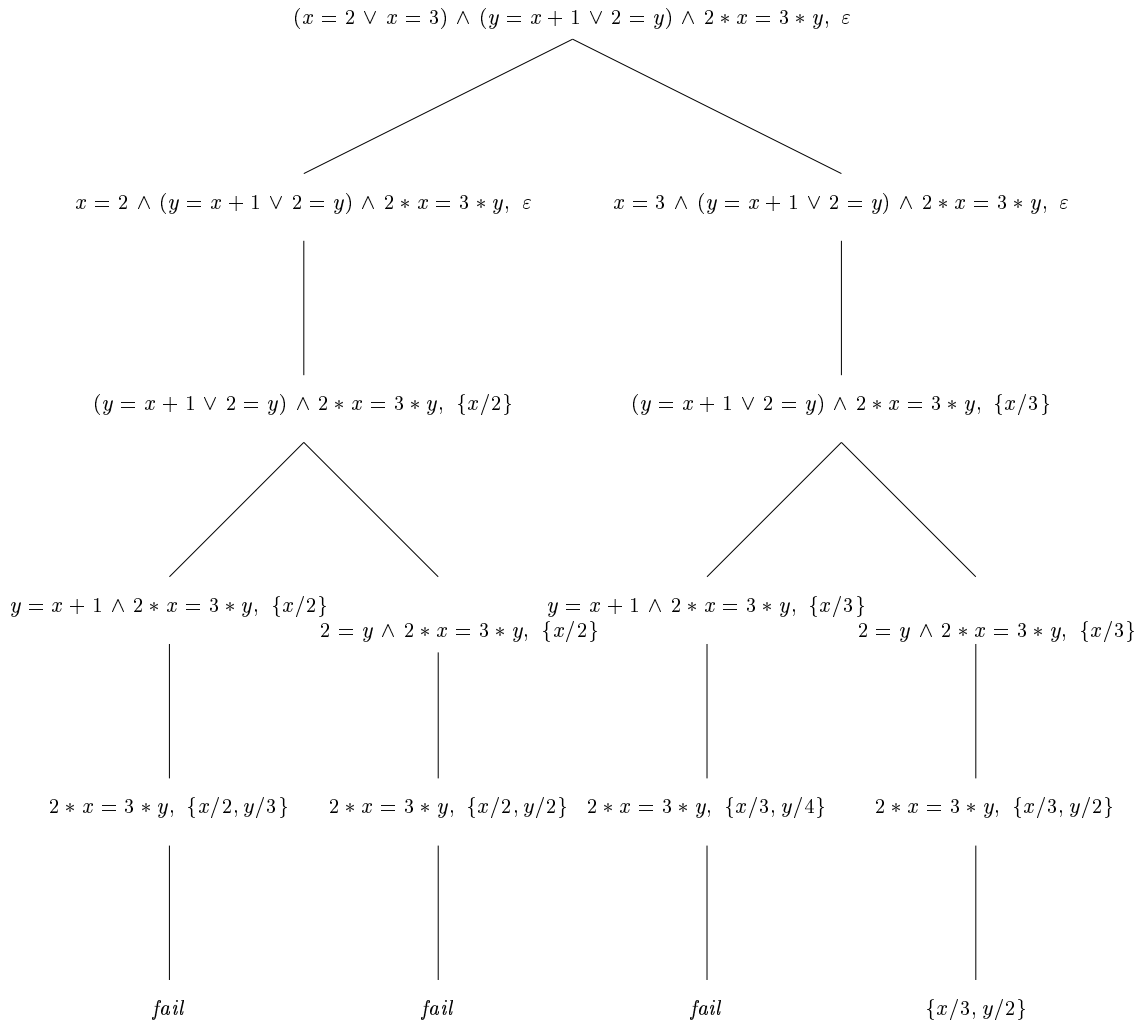 (x = 2 ∨ x = 3) ∧ (y = x + 1 ∨ 2 = y) ∧ 2 ∗ x = 3 ∗ y, ε
x = 2 ∧ (y = x + 1 ∨ 2 = y) ∧ 2 ∗ x = 3 ∗ y, ε
x = 3 ∧ (y = x + 1 ∨ 2 = y) ∧ 2 ∗ x = 3 ∗ y, ε
(y = x + 1 ∨ 2 = y) ∧ 2 ∗ x = 3 ∗ y, {x/2}
(y = x + 1 ∨ 2 = y) ∧ 2 ∗ x = 3 ∗ y, {x/3}
y = x + 1 ∧ 2 ∗ x = 3 ∗ y, {x/2}
2 = y ∧ 2 ∗ x = 3 ∗ y, {x/2}
y = x + 1 ∧ 2 ∗ x = 3 ∗ y, {x/3}
2 = y ∧ 2 ∗ x = 3 ∗ y, {x/3}
2 ∗ x = 3 ∗ y, {x/2, y/3}
2 ∗ x = 3 ∗ y, {x/2, y/2}
2 ∗ x = 3 ∗ y, {x/3, y/4}
2 ∗ x = 3 ∗ y, {x/3, y/2}
fail
fail
fail
{x/3, y/2}